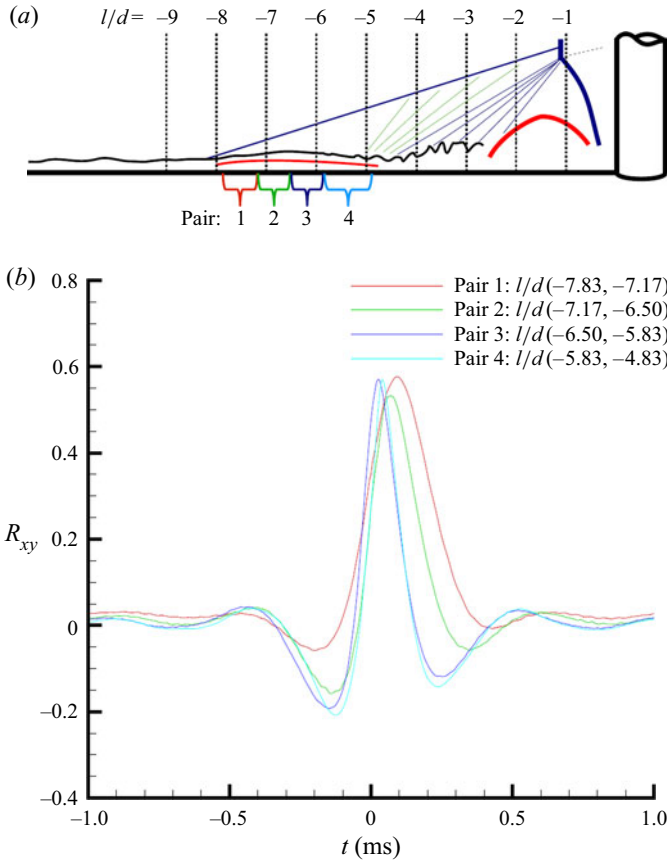 (a)
l/d = –9 –8 –7 –6 –5 –4 –3 –2 –1
Pair: 1 2 3 4
(b)
0.8
Pair 1: l/d (–7.83, –7.17)
Pair 2: l/d (–7.17, –6.50)
Pair 3: l/d (–6.50, –5.83)
Pair 4: l/d (–5.83, –4.83)
0.6
0.4
R_xy
0.2
0
–0.2
–0.4
–1.0 –0.5 0 0.5 1.0
t (ms)